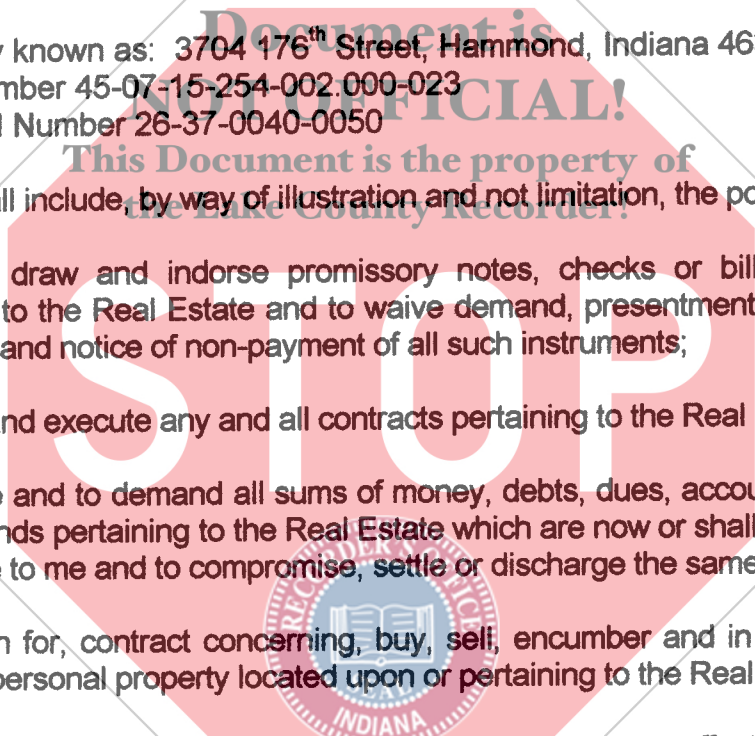 Document is
y known as: 3704 176th Street, Hammond, Indiana 46
mber 45-07-15-254-002.000-023
NOT OFFICIAL!
l Number 26-37-0040-0050
This Document is the property of
ll include, by way of illustration and not limitation, the po
the Lake County Recorder!
draw and indorse promissory notes, checks or bill
to the Real Estate and to waive demand, presentment
and notice of non-payment of all such instruments;
STOP
nd execute any and all contracts pertaining to the Real
e and to demand all sums of money, debts, dues, accou
nds pertaining to the Real Estate which are now or shall
e to me and to compromise, settle or discharge the same
RECORDER'S OFFICE
n for, contract concerning, buy, sell, encumber and in
personal property located upon or pertaining to the Real
INDIANA